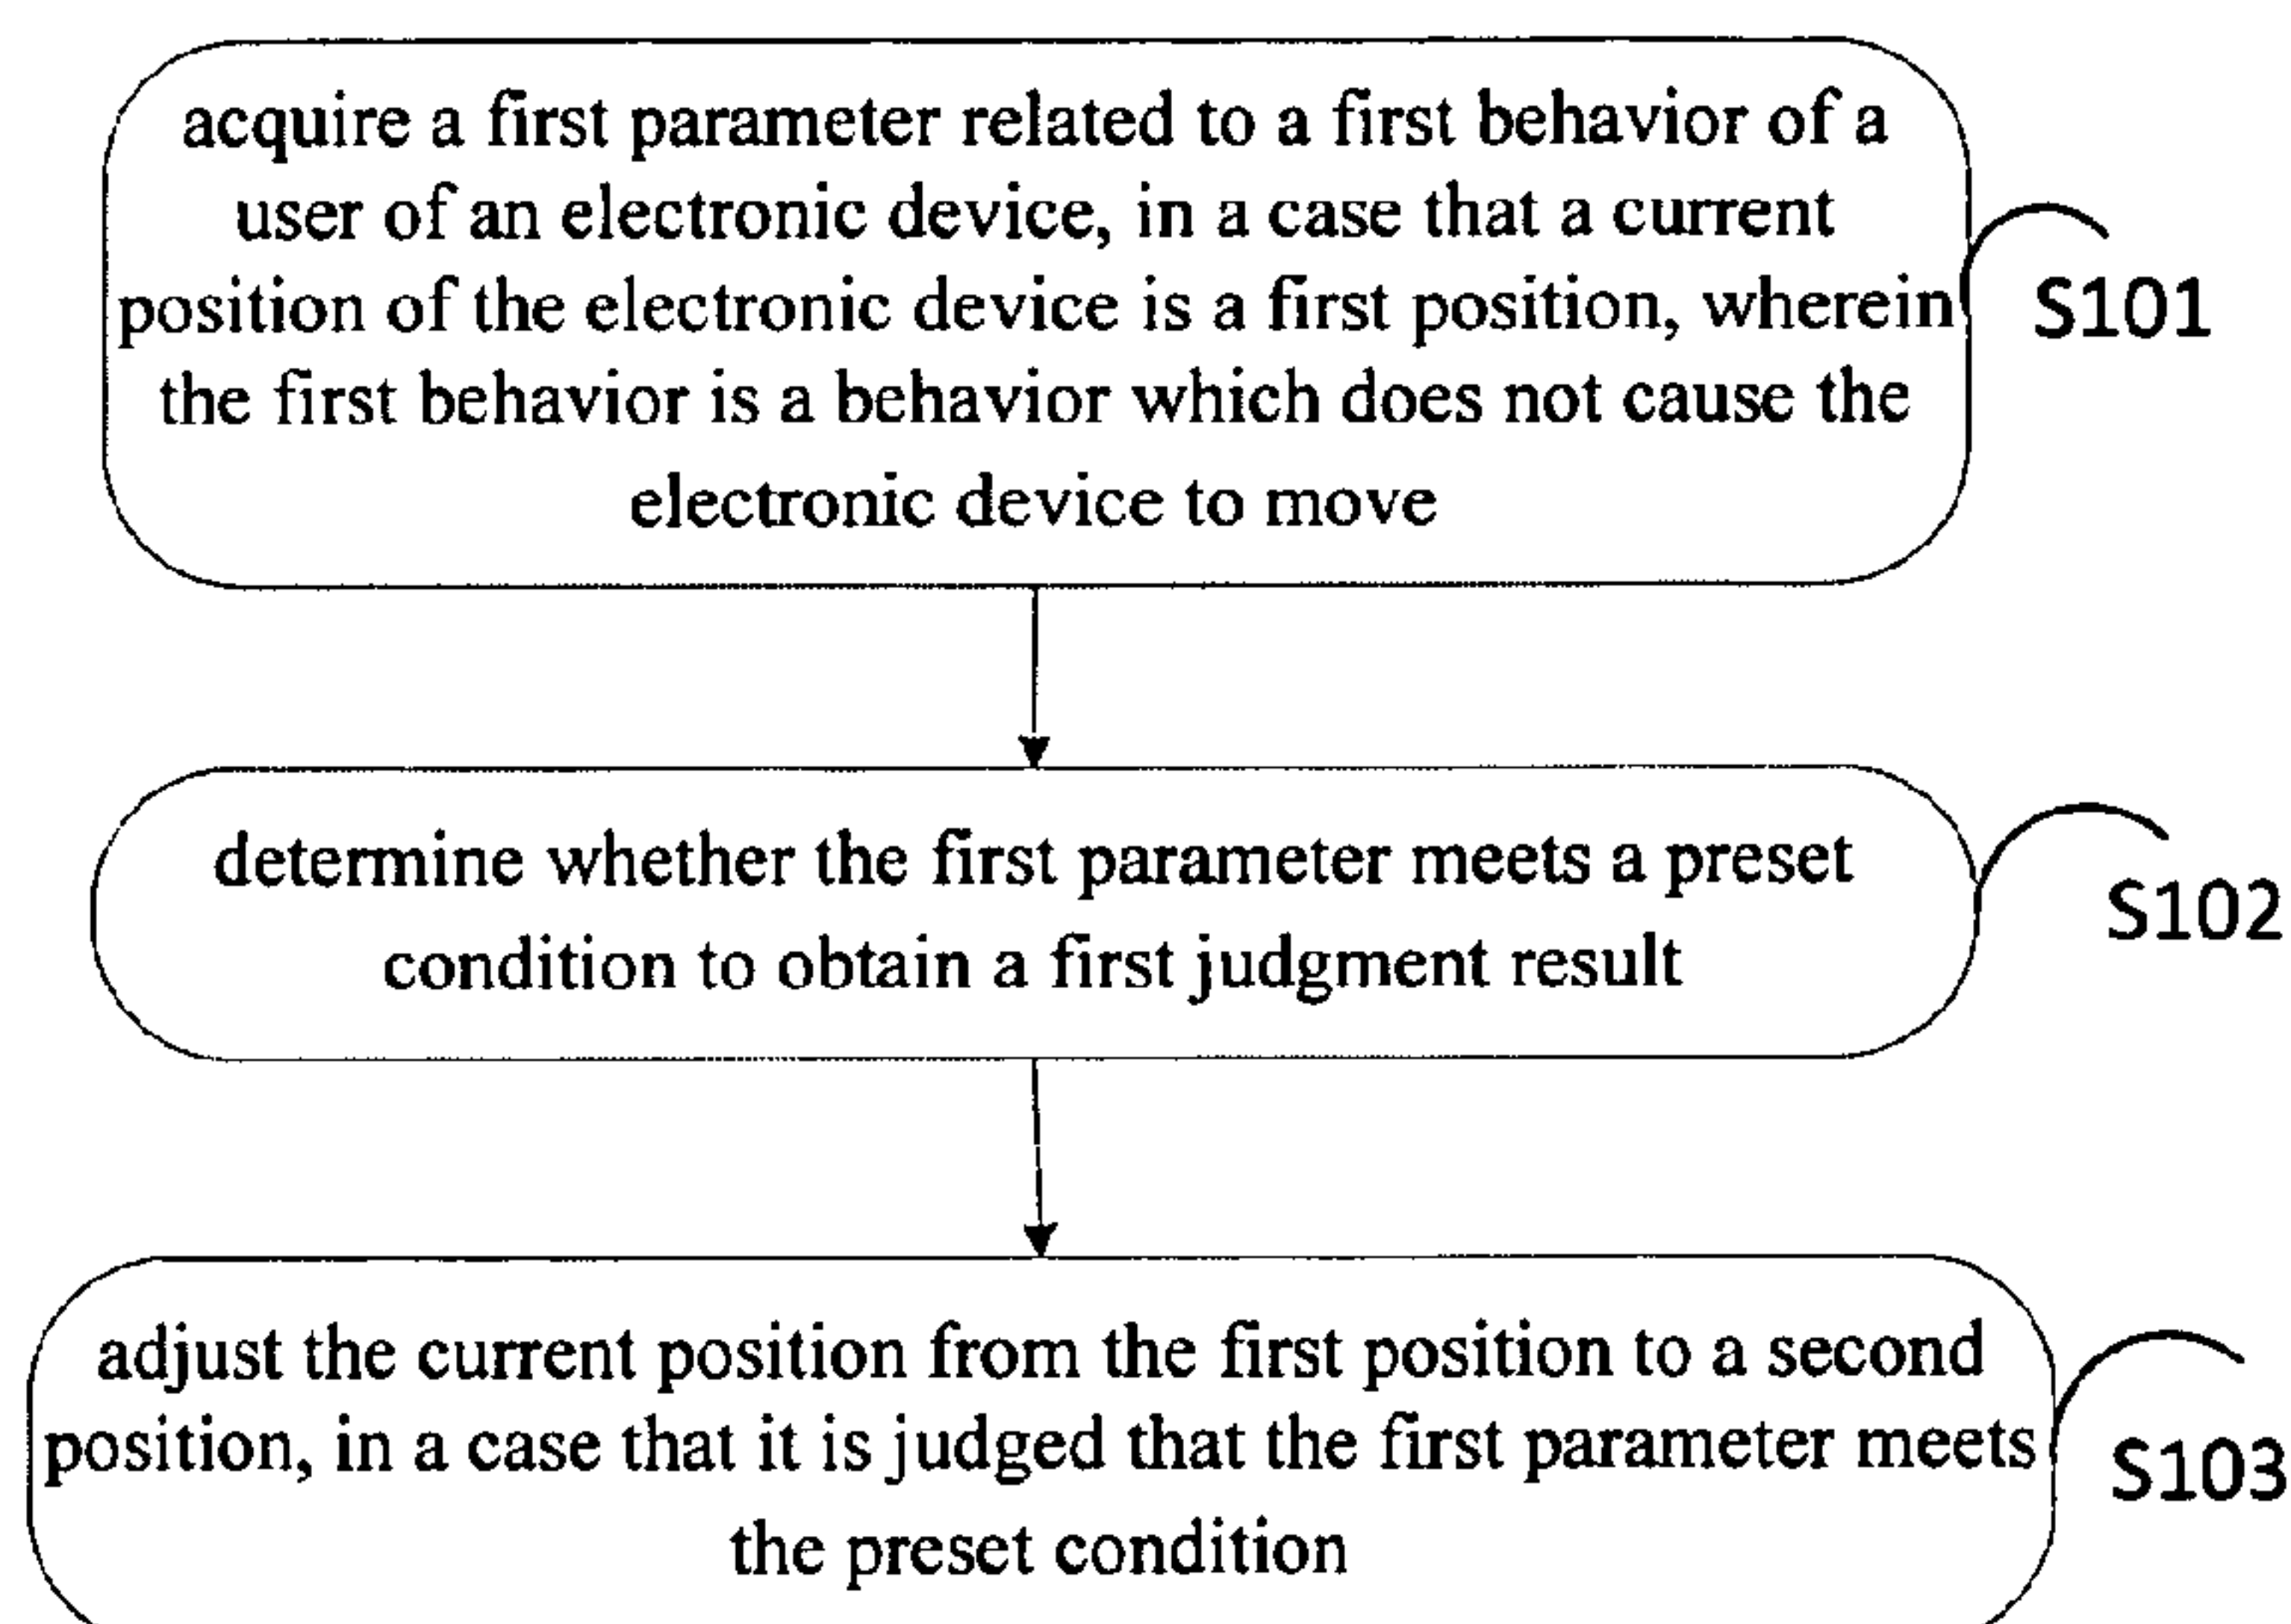 acquire a first parameter related to a first behavior of a
user of an electronic device, in a case that a current
position of the electronic device is a first position, wherein
the first behavior is a behavior which does not cause the
electronic device to move
S101
determine whether the first parameter meets a preset
condition to obtain a first judgment result
S102
adjust the current position from the first position to a second
position, in a case that it is judged that the first parameter meets
the preset condition
S103